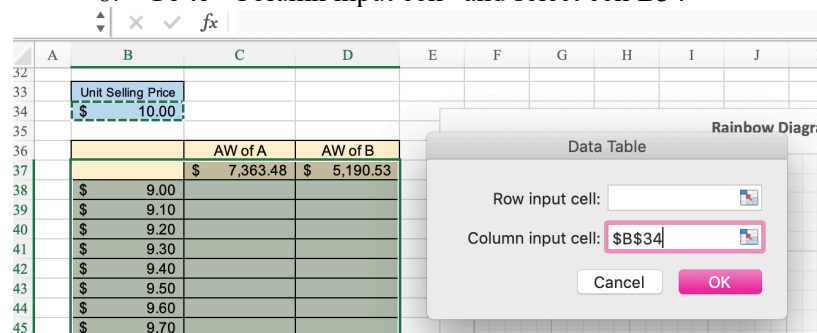 fx
A B C D E F G H I J
32
33 Unit Selling Price
34 $ 10.00
35 Rainbow Diagra
36 AW of A AW of B
37 $ 7,363.48 $ 5,190.53
38 $ 9.00
39 $ 9.10
40 $ 9.20
41 $ 9.30
42 $ 9.40
43 $ 9.50
44 $ 9.60
45 $ 9.70
Data Table
Row input cell:
Column input cell: $B$34
Cancel OK